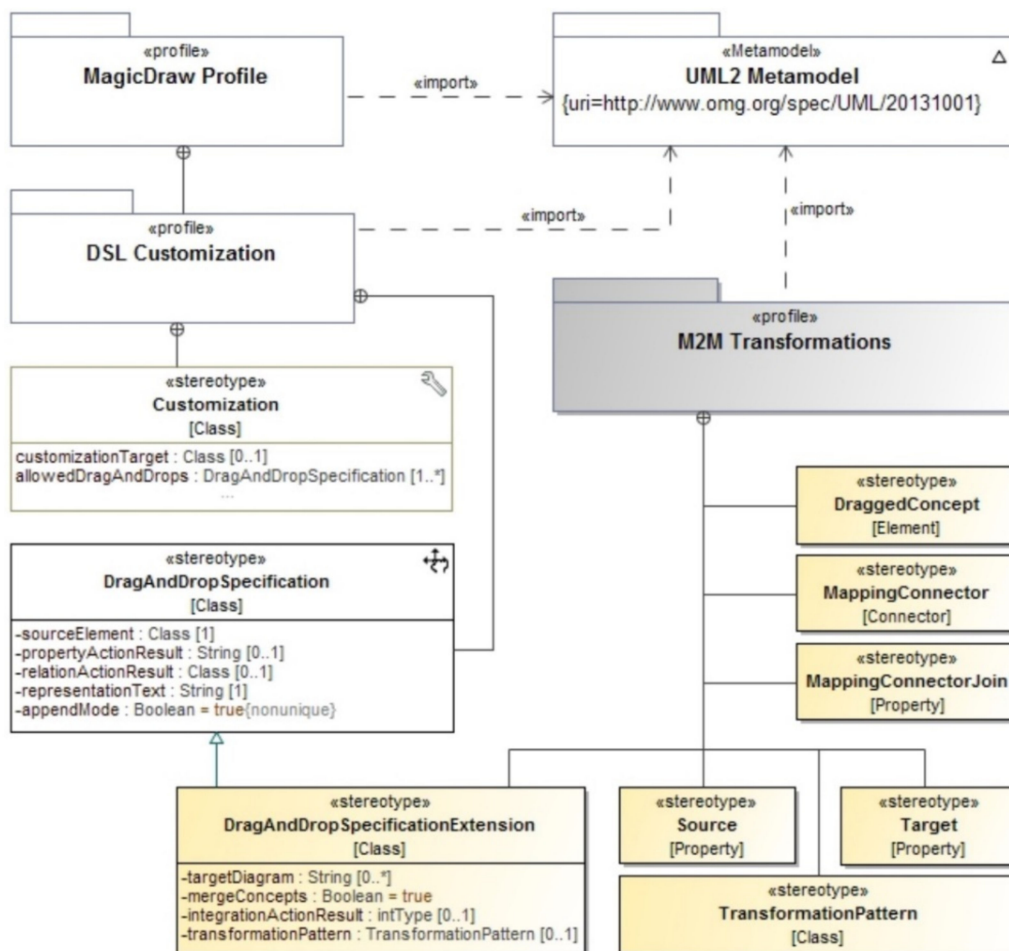 «profile»
MagicDraw Profile
«import»
«Metamodel»
UML2 Metamodel
{uri=http://www.omg.org/spec/UML/20131001}
«profile»
DSL Customization
«import»
«import»
«profile»
M2M Transformations
«stereotype»
Customization
[Class]
customizationTarget : Class [0..1]
allowedDragAndDrops : DragAndDropSpecification [1..*]
...
«stereotype»
DragAndDropSpecification
[Class]
-sourceElement : Class [1]
-propertyActionResult : String [0..1]
-relationActionResult : Class [0..1]
-representationText : String [1]
-appendMode : Boolean = true{nonunique}
«stereotype»
DraggedConcept
[Element]
«stereotype»
MappingConnector
[Connector]
«stereotype»
MappingConnectorJoin
[Property]
«stereotype»
DragAndDropSpecificationExtension
[Class]
-targetDiagram : String [0..*]
-mergeConcepts : Boolean = true
-integrationActionResult : intType [0..1]
-transformationPattern : TransformationPattern [0..1]
«stereotype»
Source
[Property]
«stereotype»
Target
[Property]
«stereotype»
TransformationPattern
[Class]